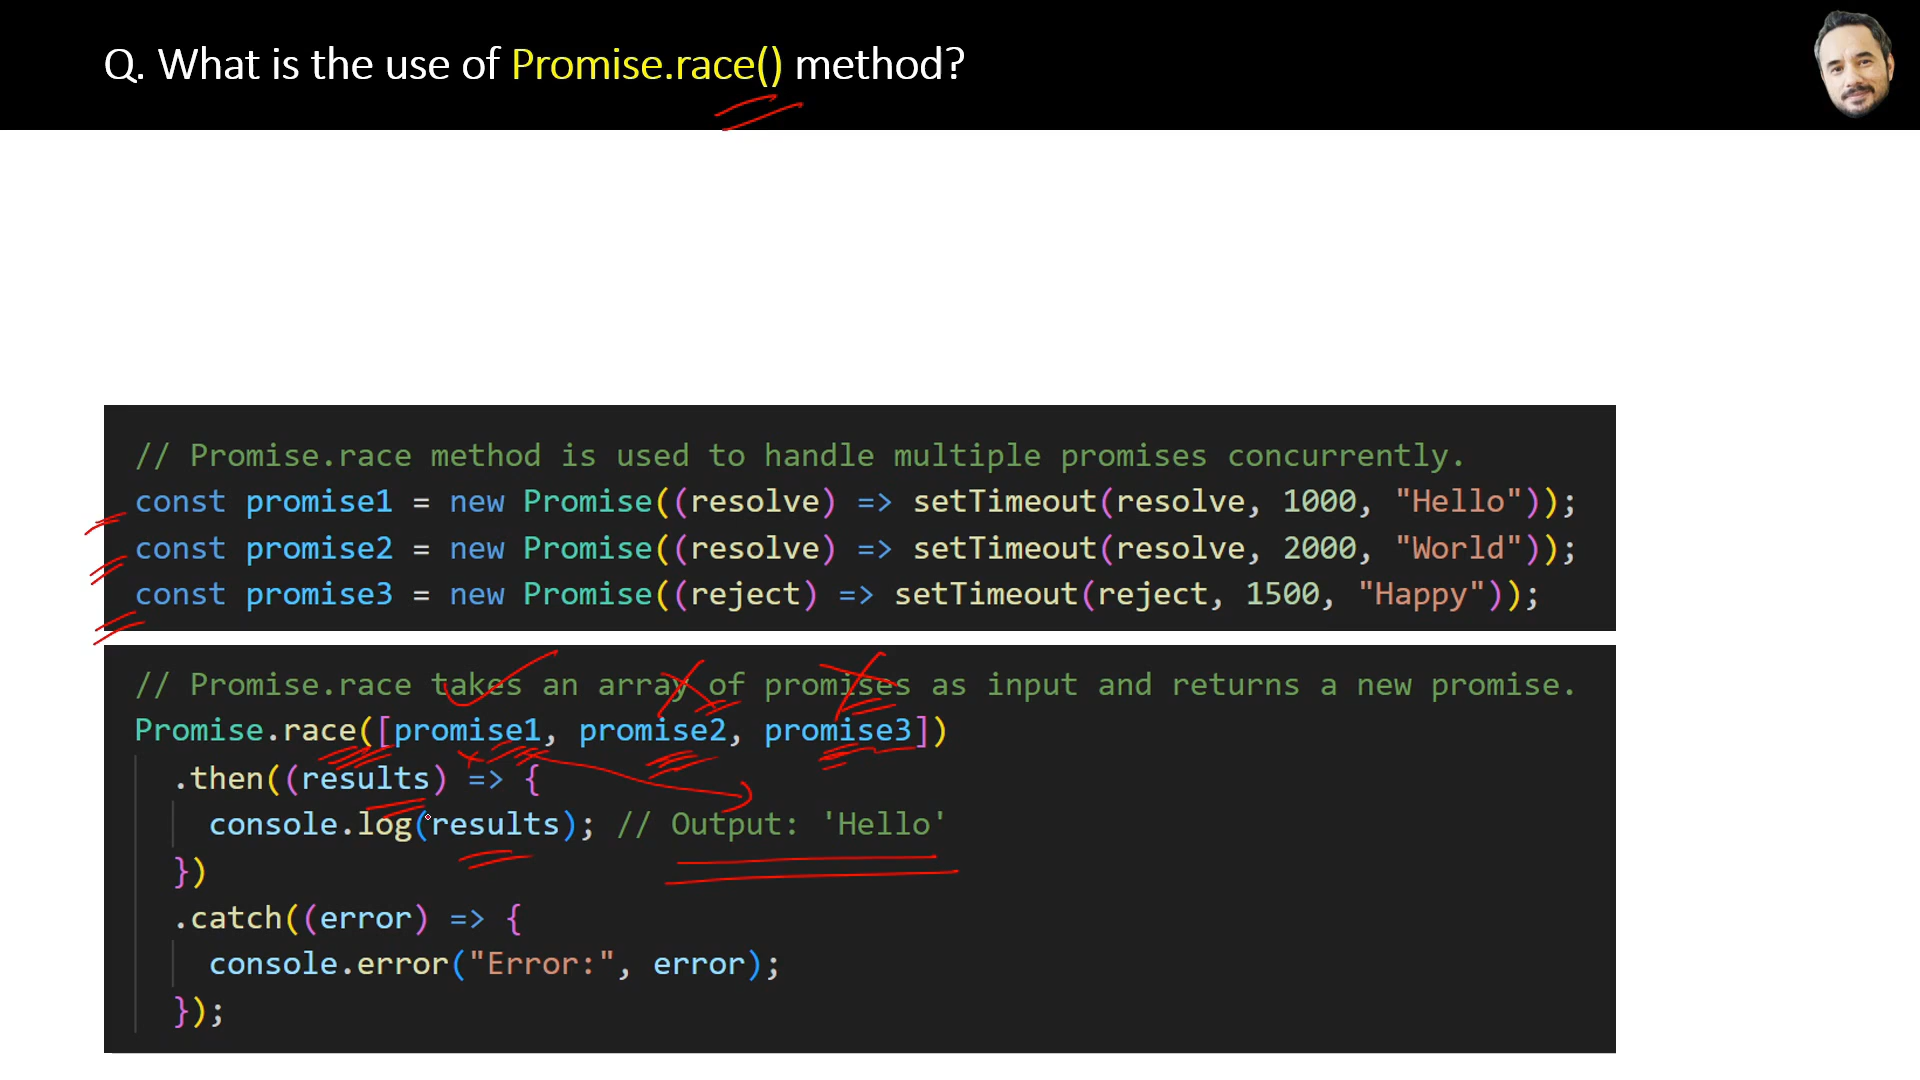 Q. What is the use of Promise.race() method?
// Promise.race method is used to handle multiple promises concurrently.
const promise1 = new Promise((resolve) => setTimeout(resolve, 1000, "Hello"));
const promise2 = new Promise((resolve) => setTimeout(resolve, 2000, "World"));
const promise3 = new Promise((reject) => setTimeout(reject, 1500, "Happy"));
// Promise.race takes an array of promises as input and returns a new promise.
Promise.race([promise1, promise2, promise3])
.then((results) => {
console.log(results); // Output: 'Hello'
})
.catch((error) => {
console.error("Error:", error);
});